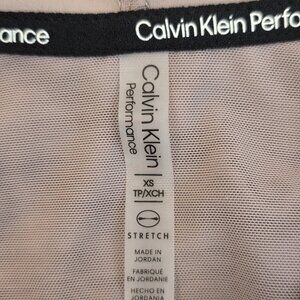 ance Calvin Klein Perfo
Calvin Klein
Performance
XS
TP/XCH
STRETCH
MADE IN
JORDAN
FABRIQUÉ
EN JORDANIE
HECHO EN
JORDANIA